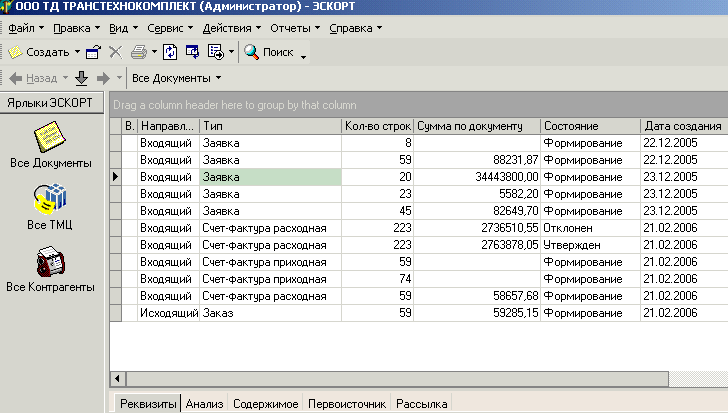 ООО ТД ТРАНСТЕХНОКОМПЛЕКТ (Администратор) - ЭСКОРТ
Файл Правка Вид Сервис Действия Отчеты Справка
Создать Поиск
Назад Все Документы
Ярлыки ЭСКОРТ
Все Документы
Все ТМЦ
Все Контрагенты
Drag a column header here to group by that column
В. Направл... Тип Кол-во строк Сумма по документу Состояние Дата создания
Входящий Заявка 8 Формирование 22.12.2005
Входящий Заявка 59 88231,87 Формирование 22.12.2005
Входящий Заявка 20 34443800,00 Формирование 23.12.2005
Входящий Заявка 23 5582,20 Формирование 23.12.2005
Входящий Заявка 45 82649,70 Формирование 23.12.2005
Входящий Счет-фактура расходная 223 2736510,55 Отклонен 21.02.2006
Входящий Счет-фактура расходная 223 2763878,05 Утвержден 21.02.2006
Входящий Счет-фактура приходная 59 Формирование 21.02.2006
Входящий Счет-фактура приходная 74 Формирование 21.02.2006
Входящий Счет-фактура расходная 59 58657,68 Формирование 21.02.2006
Исходящий Заказ 59 59285,15 Формирование 21.02.2006
Реквизиты Анализ Содержимое Первоисточник Рассылка